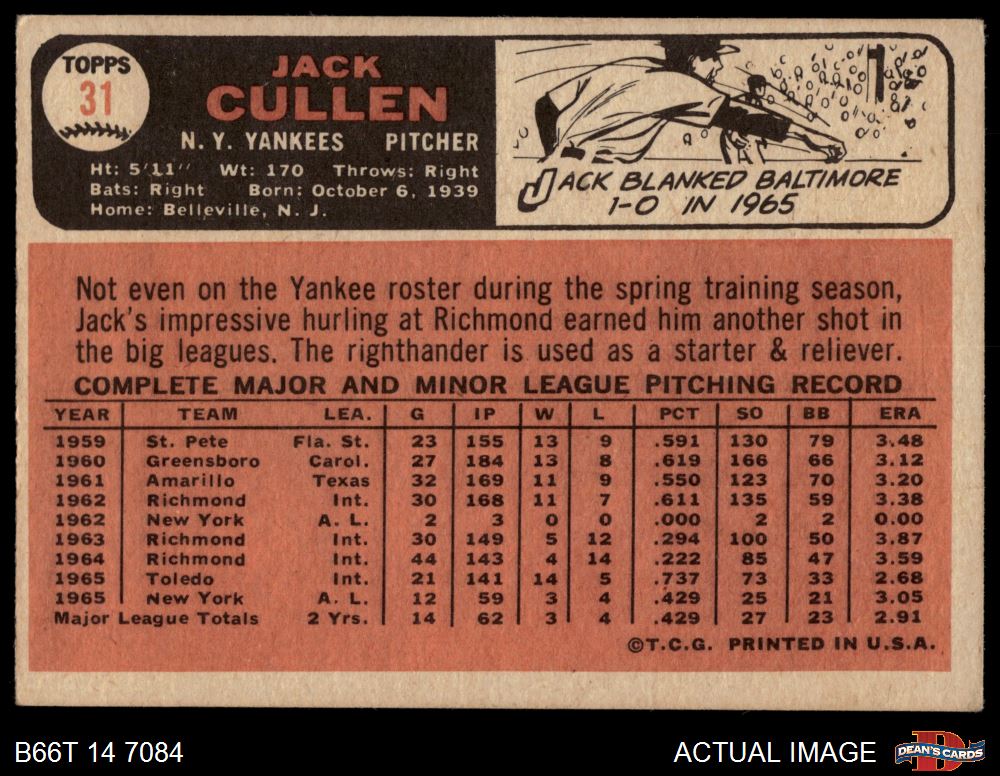 TOPPS
31
JACK
CULLEN
N. Y. YANKEES PITCHER
Ht: 5'11" Wt: 170 Throws: Right
Bats: Right Born: October 6, 1939
Home: Belleville, N. J.
JACK BLANKED BALTIMORE
1-0 IN 1965
Not even on the Yankee roster during the spring training season,
Jack's impressive hurling at Richmond earned him another shot in
the big leagues. The righthander is used as a starter & reliever.
COMPLETE MAJOR AND MINOR LEAGUE PITCHING RECORD
YEAR TEAM LEA. G IP W L PCT SO BB ERA
1959 St. Pete Fla. St. 23 155 13 9 .591 130 79 3.48
1960 Greensboro Carol. 27 184 13 8 .619 166 66 3.12
1961 Amarillo Texas 32 169 11 9 .550 123 70 3.20
1962 Richmond Int. 30 168 11 7 .611 135 59 3.38
1962 New York A. L. 2 3 0 0 .000 2 2 0.00
1963 Richmond Int. 30 149 5 12 .294 100 50 3.87
1964 Richmond Int. 44 143 4 14 .222 85 47 3.59
1965 Toledo Int. 21 141 14 5 .737 73 33 2.68
1965 New York A. L. 12 59 3 4 .429 25 21 3.05
Major League Totals 2 Yrs. 14 62 3 4 .429 27 23 2.91
©T.C.G. PRINTED IN U.S.A.
B66T 14 7084
ACTUAL IMAGE
DEAN'S CARDS